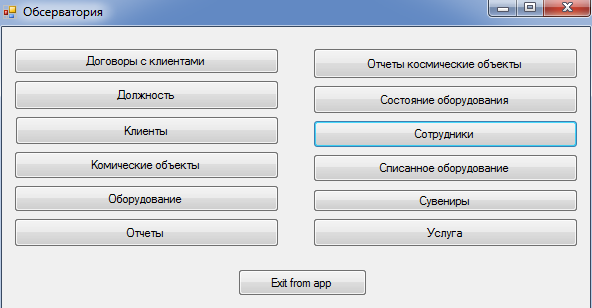 Обсерватория
Договоры с клиентами
Должность
Клиенты
Комические объекты
Оборудование
Отчеты
Отчеты космические объекты
Состояние оборудования
Сотрудники
Списанное оборудование
Сувениры
Услуга
Exit from app